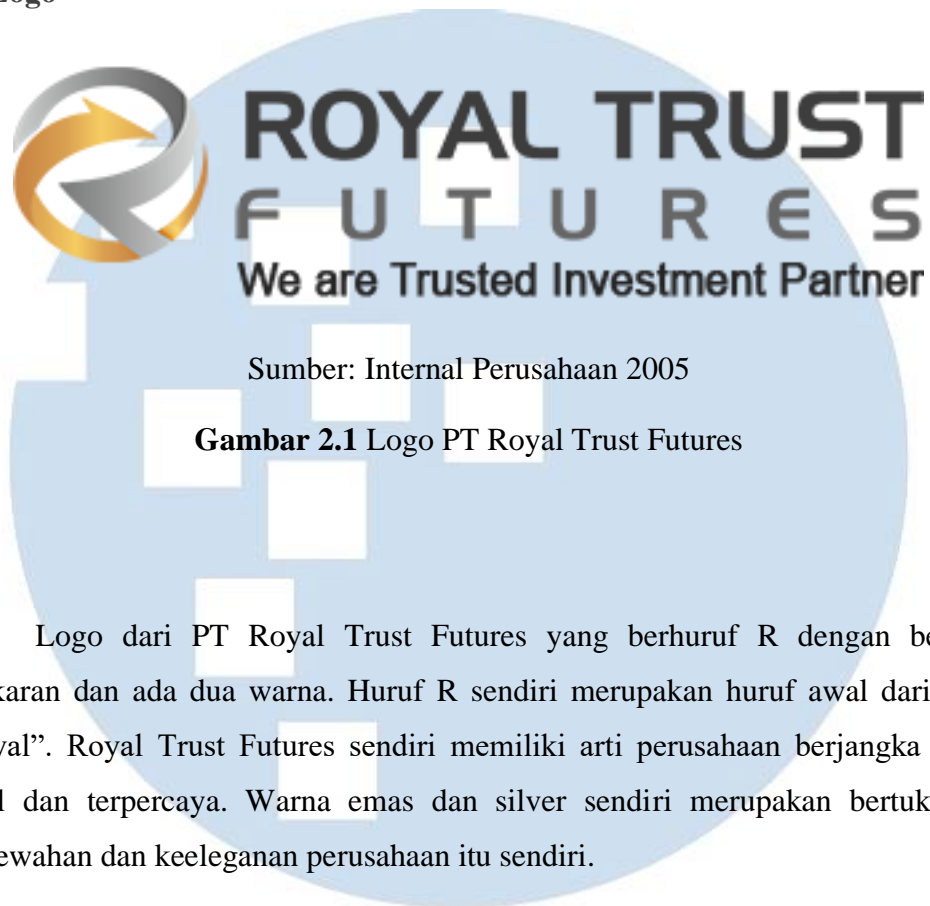 Logo
ROYAL TRUST
FUTURES
We are Trusted Investment Partner
Sumber: Internal Perusahaan 2005
Gambar 2.1 Logo PT Royal Trust Futures
Logo dari PT Royal Trust Futures yang berhuruf R dengan be
karan dan ada dua warna. Huruf R sendiri merupakan huruf awal dari
yal”. Royal Trust Futures sendiri memiliki arti perusahaan berjangka
l dan terpercaya. Warna emas dan silver sendiri merupakan bertuk
ewahan dan keeleganan perusahaan itu sendiri.